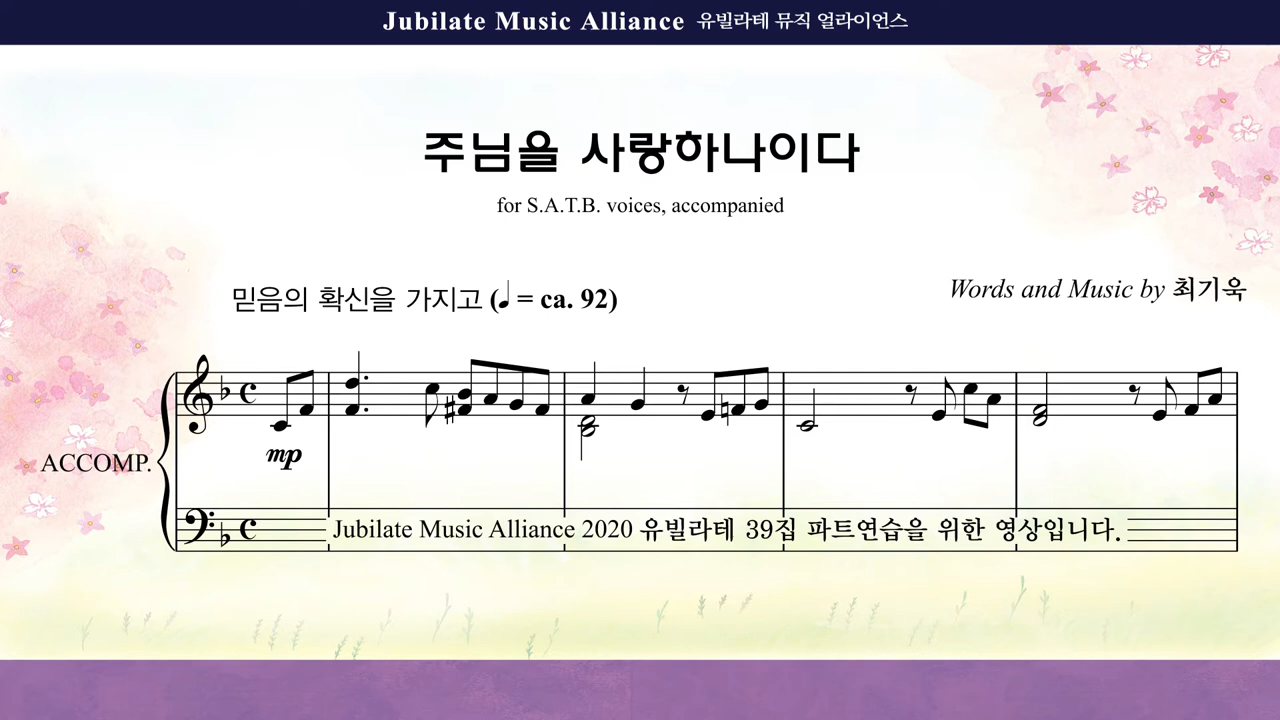 Jubilate Music Alliance 유빌라테 뮤직 얼라이언스
주님을 사랑하나이다
for S.A.T.B. voices, accompanied
믿음의 확신을 가지고 (♩ = ca. 92)
Words and Music by 최기욱
mp
ACCOMP.
Jubilate Music Alliance 2020 유빌라테 39집 파트연습을 위한 영상입니다.